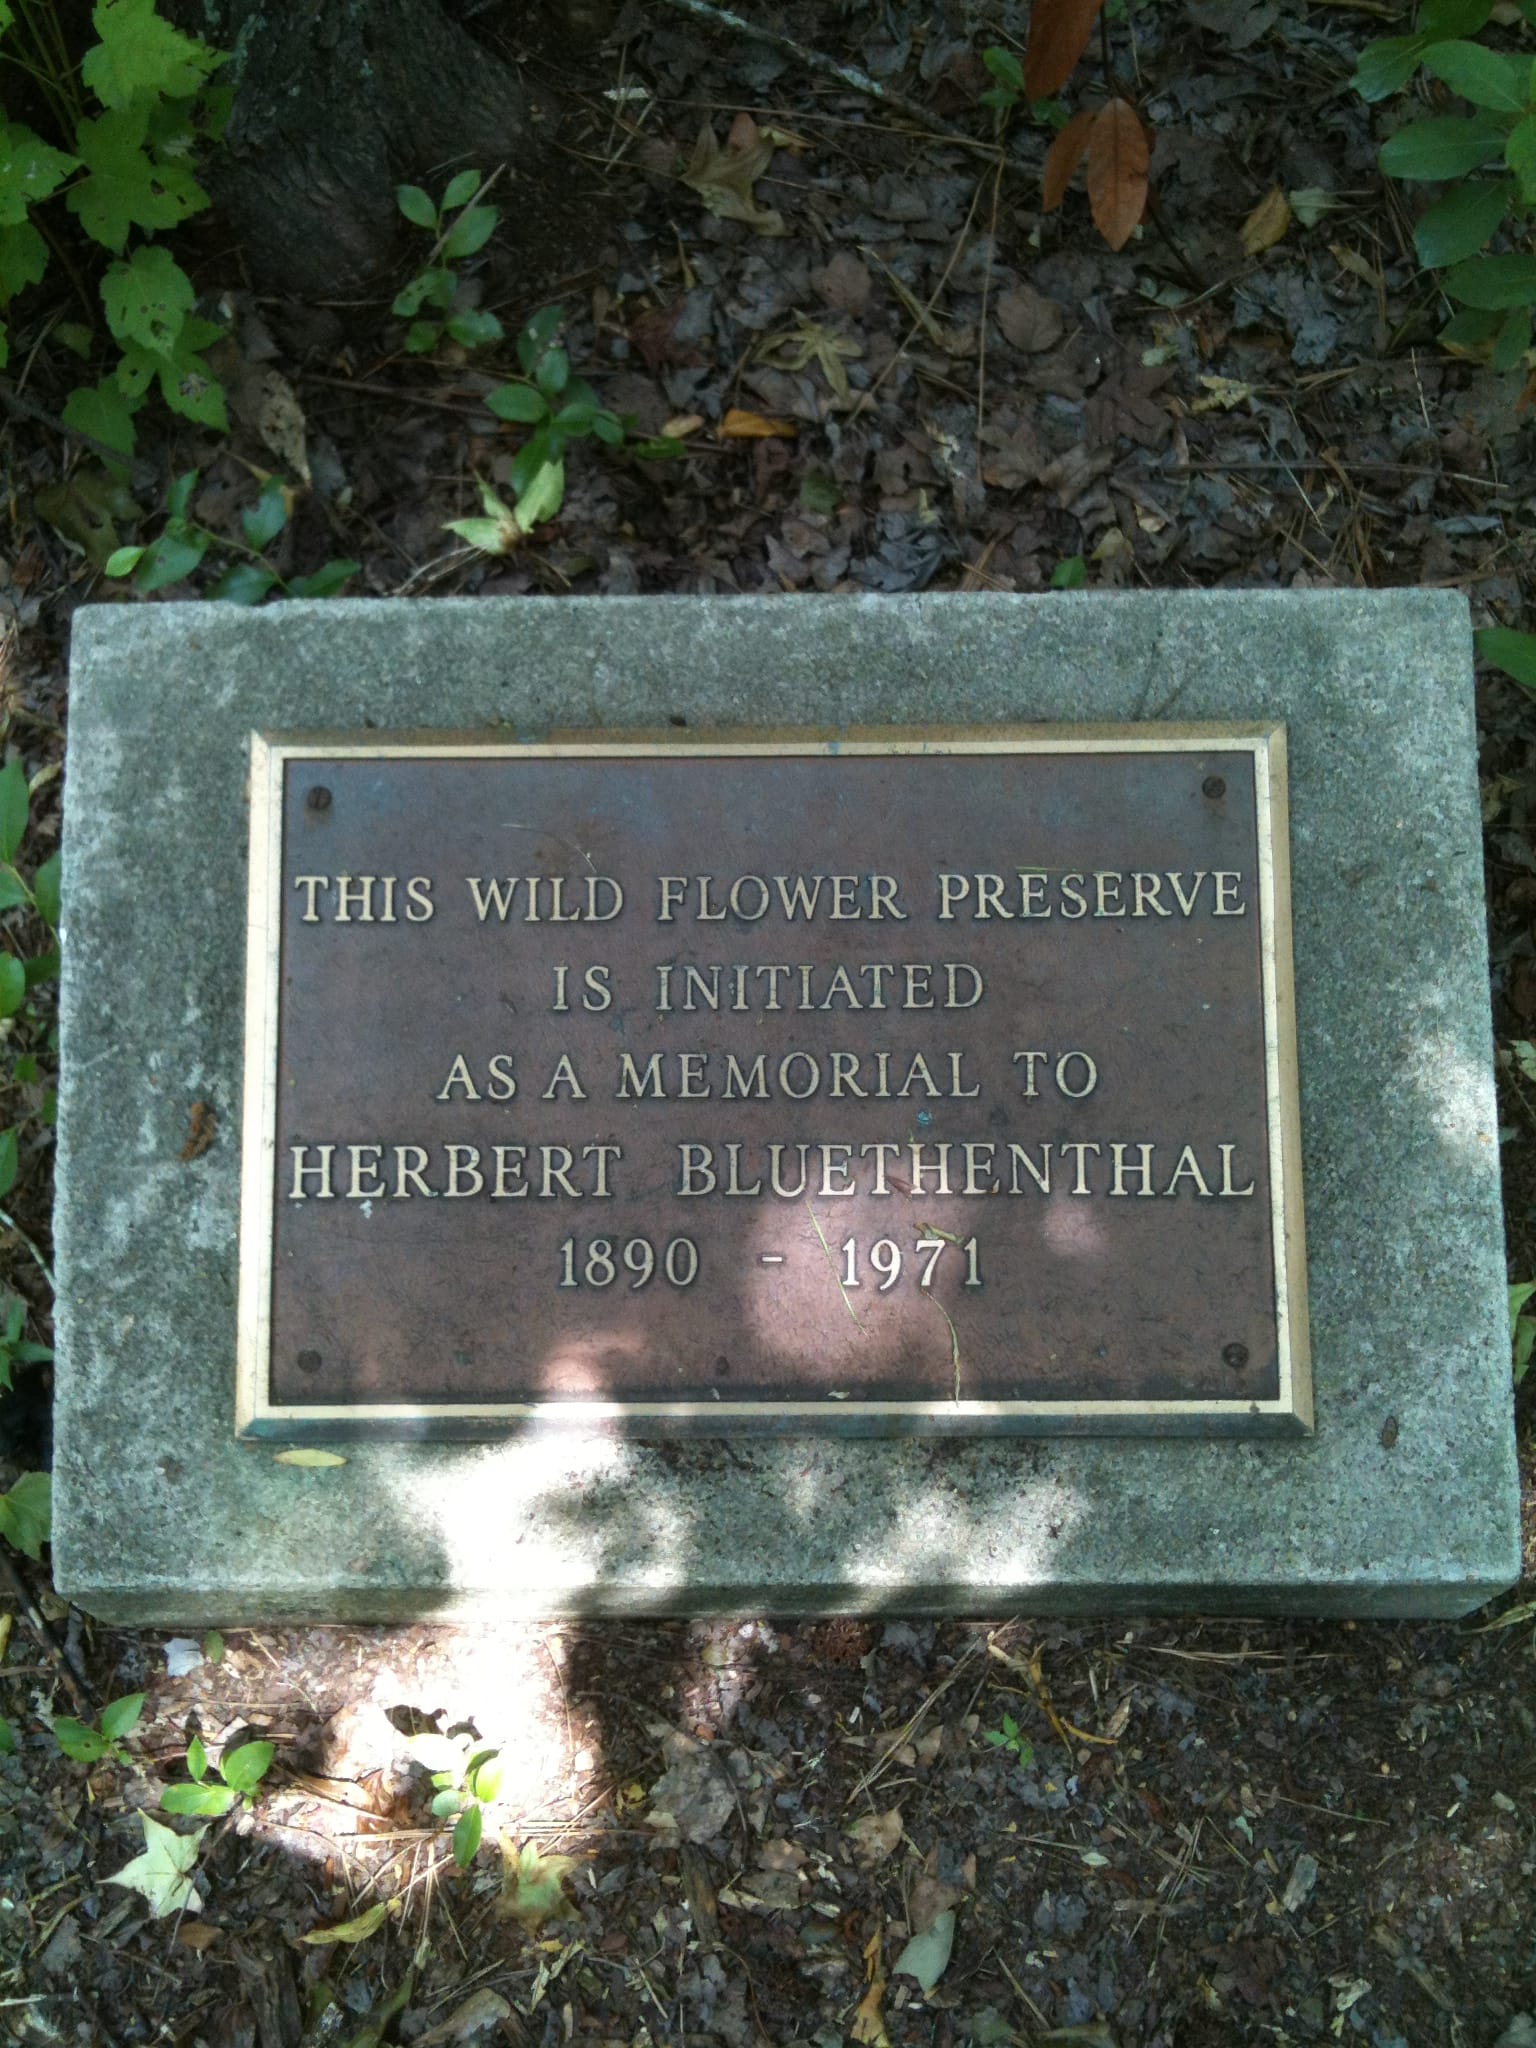 THIS WILD FLOWER PRESERVE
IS INITIATED
AS A MEMORIAL TO
HERBERT BLUETHENTHAL
1890 - 1971